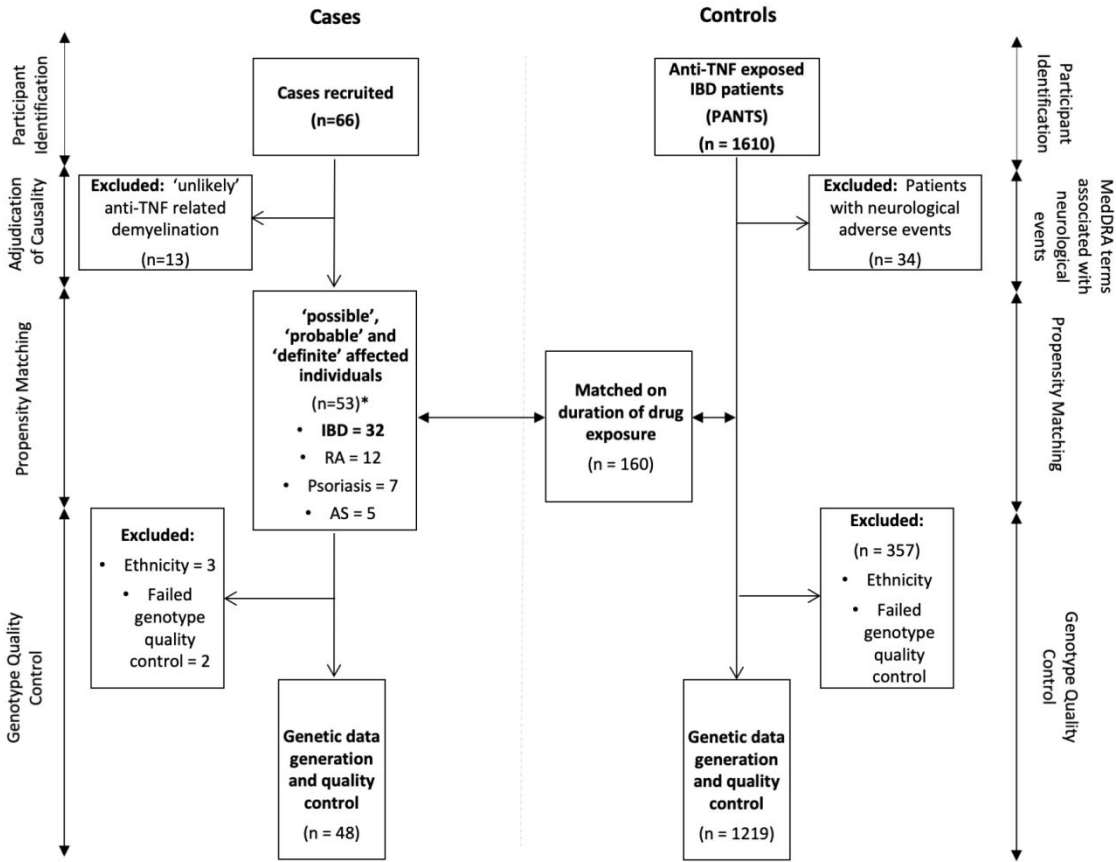 Cases
Controls
Participant
Identification
Cases recruited
(n=66)
Anti-TNF exposed
IBD patients
(PANTS)
(n = 1610)
Participant
Identification
Adjudication
of Causality
Excluded: ‘unlikely’
anti-TNF related
demyelination
(n=13)
Excluded: Patients
with neurological
adverse events
(n= 34)
MedDRA terms
associated with
neurological
events
Propensity Matching
‘possible’,
‘probable’ and
‘definite’ affected
individuals
(n=53)*
• IBD = 32
• RA = 12
• Psoriasis = 7
• AS = 5
Matched on
duration of drug
exposure
(n = 160)
Propensity Matching
Genotype Quality
Control
Excluded:
• Ethnicity = 3
• Failed
genotype
quality
control = 2
Excluded:
(n = 357)
• Ethnicity
• Failed
genotype
quality
control
Genotype Quality
Control
Genetic data
generation
and quality
control
(n = 48)
Genetic data
generation
and quality
control
(n = 1219)